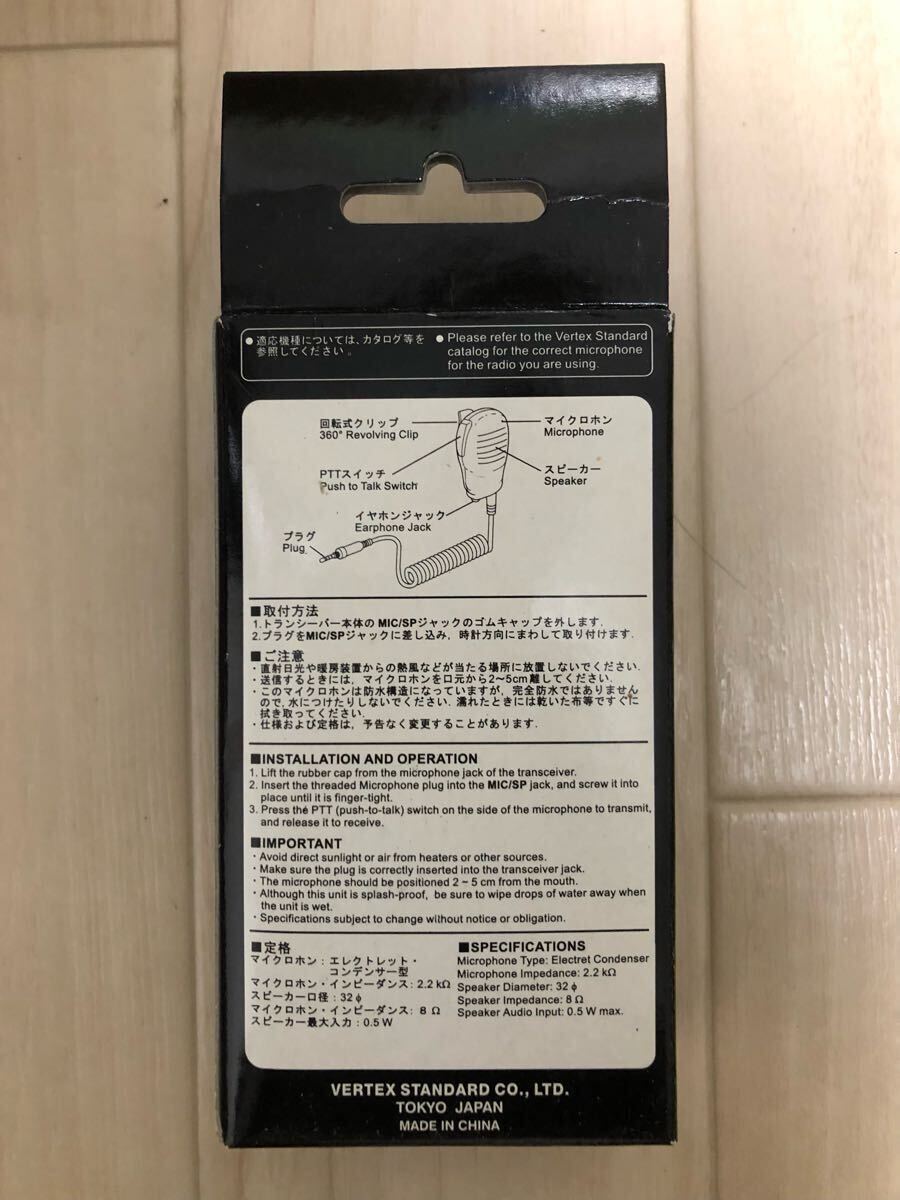 ●適応機種については、カタログ等を
参照してください。
● Please refer to the Vertex Standard
catalog for the correct microphone
for the radio you are using.
回転式クリップ
360° Revolving Clip
マイクロホン
Microphone
PTTスイッチ
Push to Talk Switch
スピーカー
Speaker
イヤホンジャック
Earphone Jack
プラグ
Plug
■取付方法
1.トランシーバー本体の MIC/SPジャックのゴムキャップを外します.
2.プラグをMIC/SPジャックに差し込み, 時計方向にまわして取り付けます.
■ご注意
・直射日光や暖房装置からの熱風などが当たる場所に放置しないでください.
・送信するときには, マイクロホンを口元から2~5cm離してください.
・このマイクロホンは防水構造になっていますが, 完全防水ではありません
ので, 水につけたりしないでください. 濡れたときには乾いた布等ですぐに
拭き取ってください.
・仕様および定格は, 予告なく変更することがあります.
■INSTALLATION AND OPERATION
1. Lift the rubber cap from the microphone jack of the transceiver.
2. Insert the threaded Microphone plug into the MIC/SP jack, and screw it into
place until it is finger-tight.
3. Press the PTT (push-to-talk) switch on the side of the microphone to transmit,
and release it to receive.
■IMPORTANT
・Avoid direct sunlight or air from heaters or other sources.
・Make sure the plug is correctly inserted into the transceiver jack.
・The microphone should be positioned 2 ~ 5 cm from the mouth.
・Although this unit is splash-proof, be sure to wipe drops of water away when
the unit is wet.
・Specifications subject to change without notice or obligation.
■定格
マイクロホン : エレクトレット・
コンデンサー型
マイクロホン・インピーダンス: 2.2 kΩ
スピーカー口径 : 32 ϕ
マイクロホン・インピーダンス: 8 Ω
スピーカー最大入力 : 0.5 W
■SPECIFICATIONS
Microphone Type: Electret Condenser
Microphone Impedance: 2.2 kΩ
Speaker Diameter: 32 ϕ
Speaker Impedance: 8 Ω
Speaker Audio Input: 0.5 W max.
VERTEX STANDARD CO., LTD.
TOKYO JAPAN
MADE IN CHINA